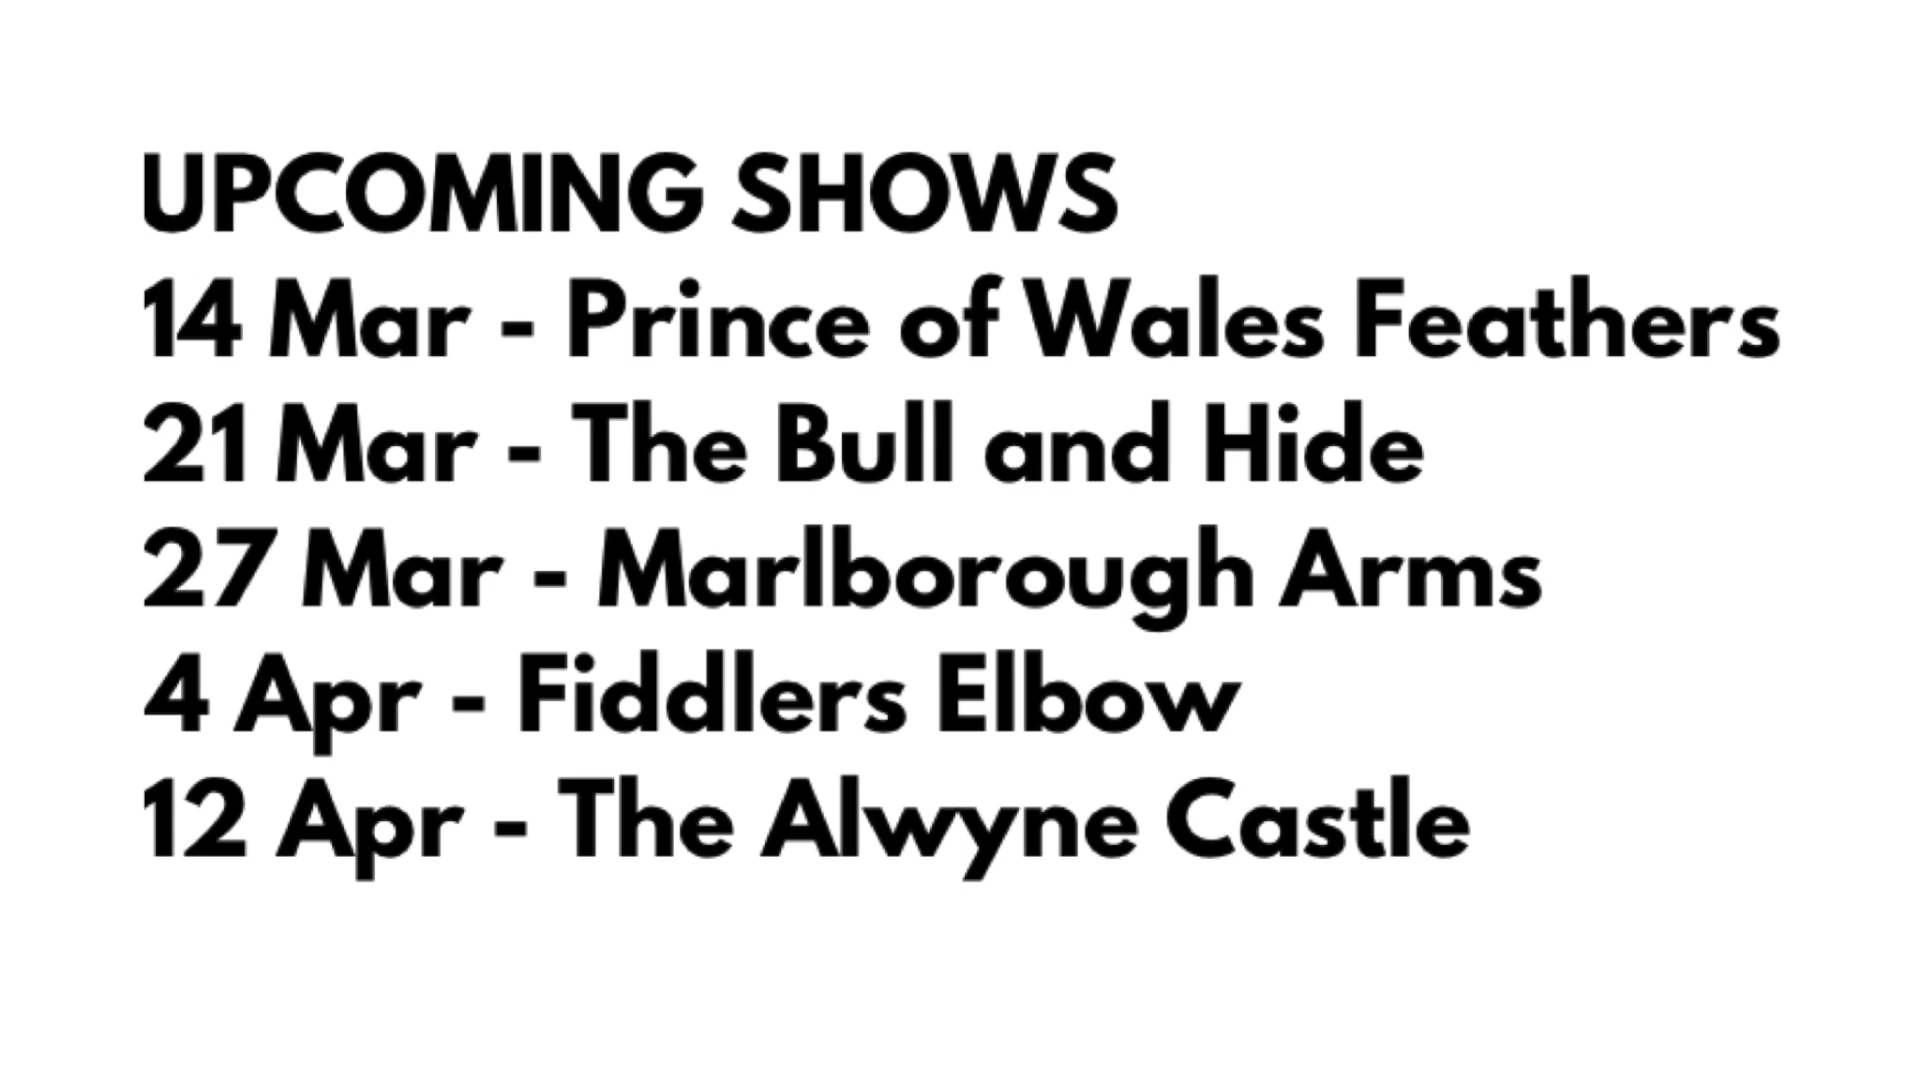 UPCOMING SHOWS
14 Mar - Prince of Wales Feathers
21 Mar - The Bull and Hide
27 Mar - Marlborough Arms
4 Apr - Fiddlers Elbow
12 Apr - The Alwyne Castle